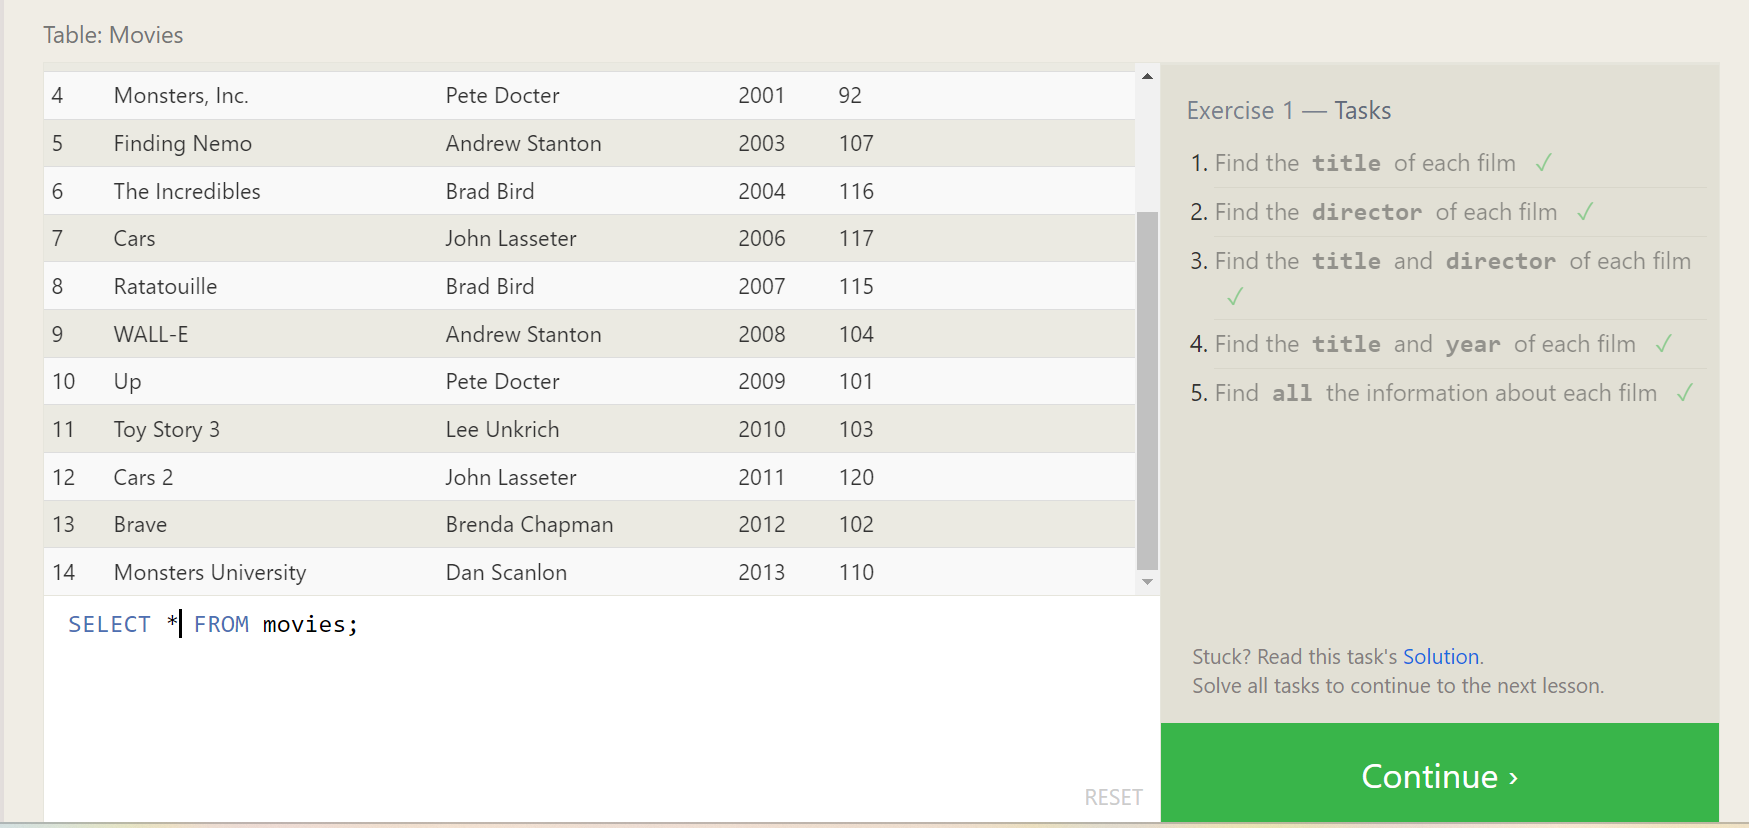 Table: Movies
4 Monsters, Inc. Pete Docter 2001 92
5 Finding Nemo Andrew Stanton 2003 107
6 The Incredibles Brad Bird 2004 116
7 Cars John Lasseter 2006 117
8 Ratatouille Brad Bird 2007 115
9 WALL-E Andrew Stanton 2008 104
10 Up Pete Docter 2009 101
11 Toy Story 3 Lee Unkrich 2010 103
12 Cars 2 John Lasseter 2011 120
13 Brave Brenda Chapman 2012 102
14 Monsters University Dan Scanlon 2013 110
SELECT * FROM movies;
RESET
Exercise 1 — Tasks
1. Find the title of each film ✓
2. Find the director of each film ✓
3. Find the title and director of each film
✓
4. Find the title and year of each film ✓
5. Find all the information about each film ✓
Stuck? Read this task's Solution.
Solve all tasks to continue to the next lesson.
Continue ›